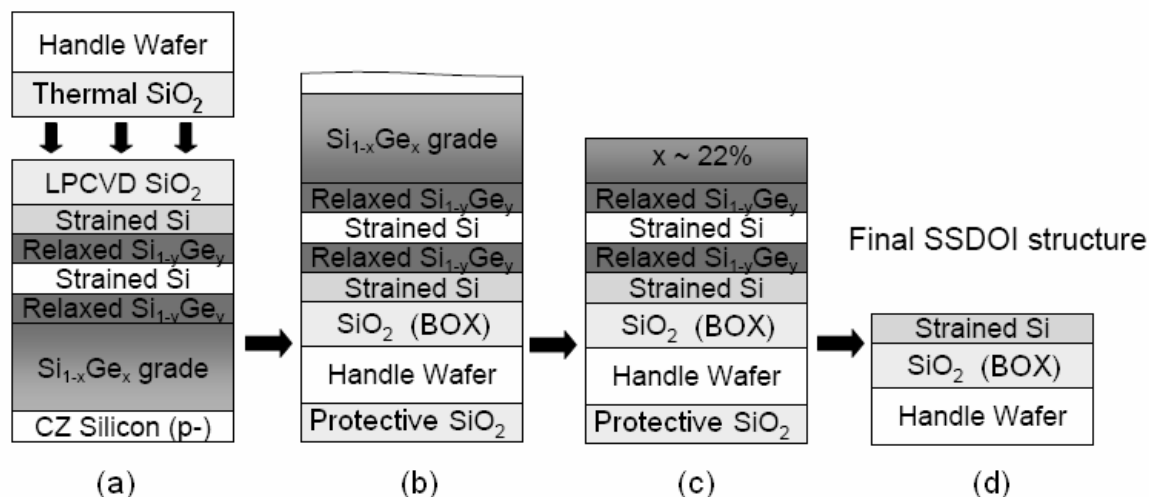 Handle Wafer
Thermal SiO₂
LPCVD SiO₂
Strained Si
Relaxed Si₁₋yGey
Strained Si
Relaxed Si₁₋yGey
Si₁₋ₓGeₓ grade
CZ Silicon (p-)
(a)
Si₁₋ₓGeₓ grade
Relaxed Si₁₋yGey
Strained Si
Relaxed Si₁₋yGey
Strained Si
SiO₂ (BOX)
Handle Wafer
Protective SiO₂
(b)
x ~ 22%
Relaxed Si₁₋yGey
Strained Si
Relaxed Si₁₋yGey
Strained Si
SiO₂ (BOX)
Handle Wafer
Protective SiO₂
(c)
Final SSDOI structure
Strained Si
SiO₂ (BOX)
Handle Wafer
(d)